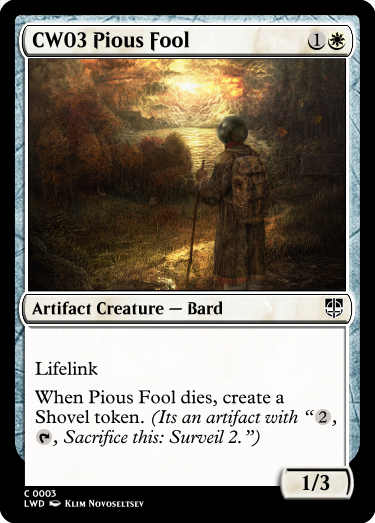 CW03 Pious Fool 1
Artifact Creature — Bard
Lifelink
When Pious Fool dies, create a
Shovel token. (Its an artifact with “2,
, Sacrifice this: Surveil 2.”)
1/3
C 0003
LWD Klim Novoseltsev